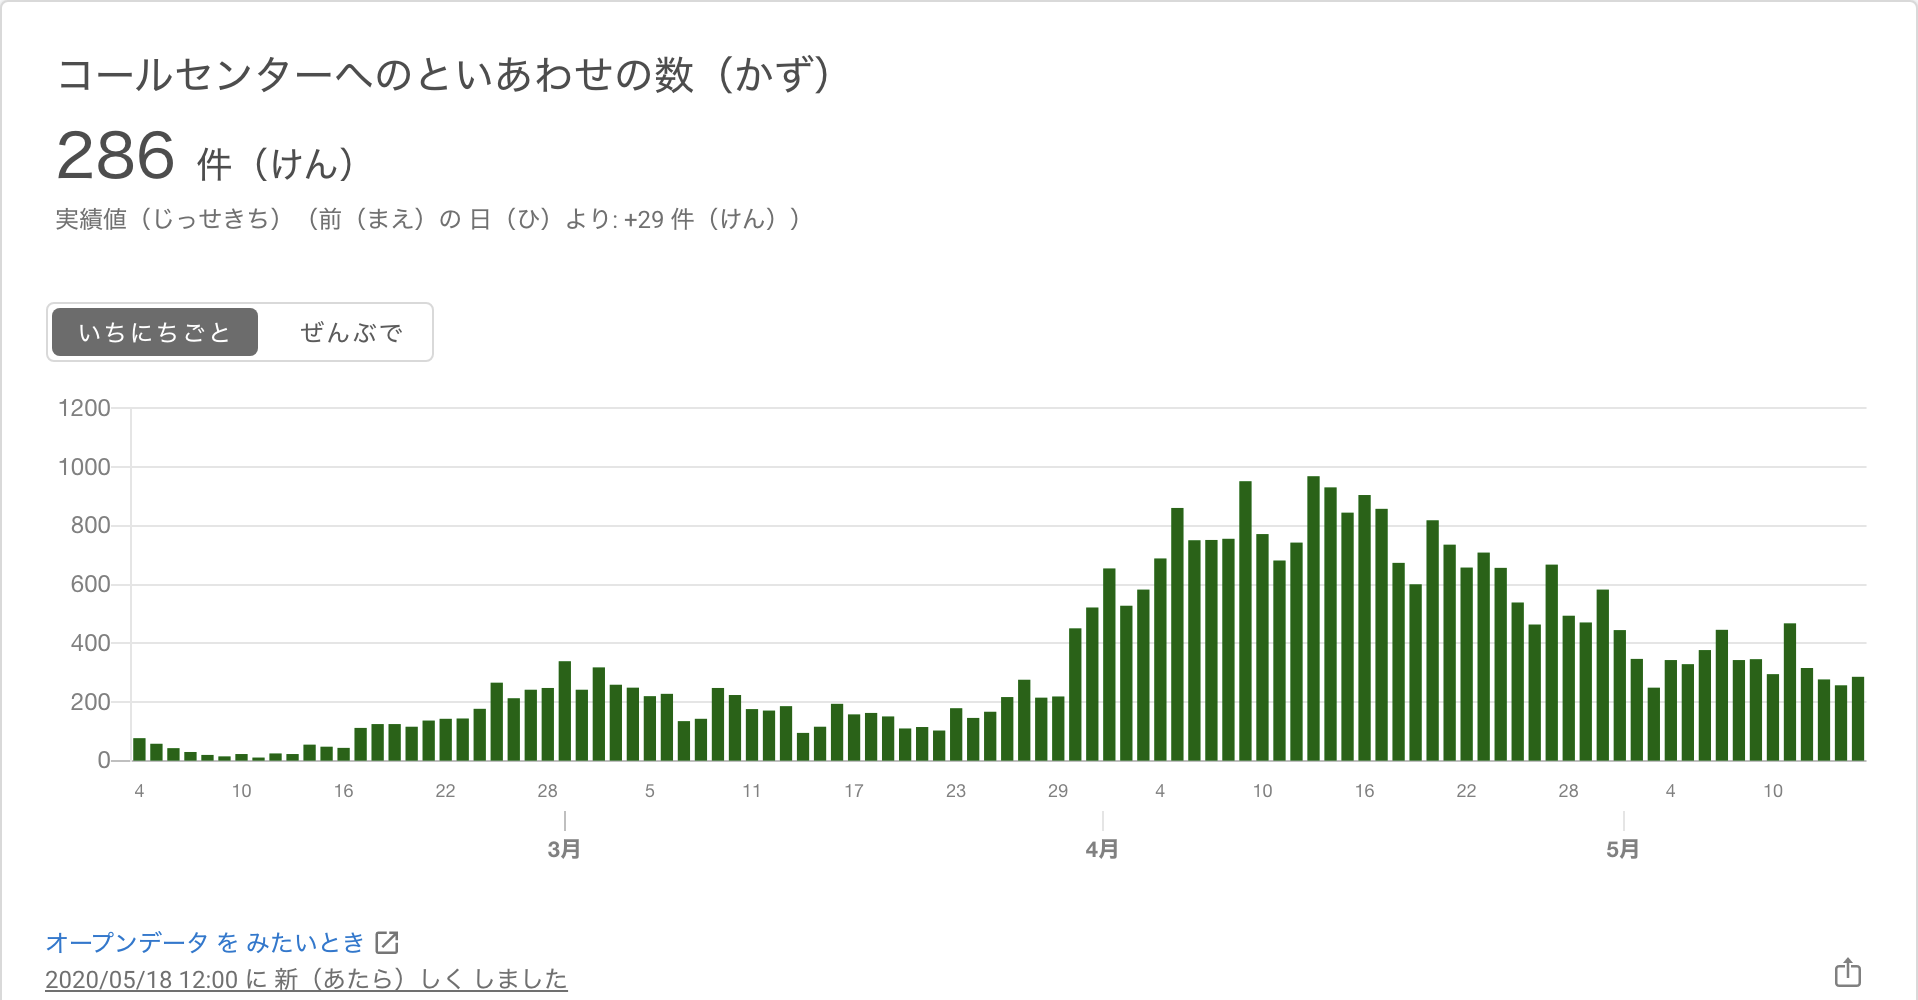 コールセンターへのといあわせの数（かず）
286 件（けん）
実績値（じっせきち）（前（まえ）の 日（ひ）より: +29 件（けん））
いちにちごと ぜんぶで
1200
1000
800
600
400
200
0
4 10 16 22 28 5 11 17 23 29 4 10 16 22 28 4 10
3月 4月 5月
オープンデータ を みたいとき
2020/05/18 12:00 に 新（あたら）しく しました